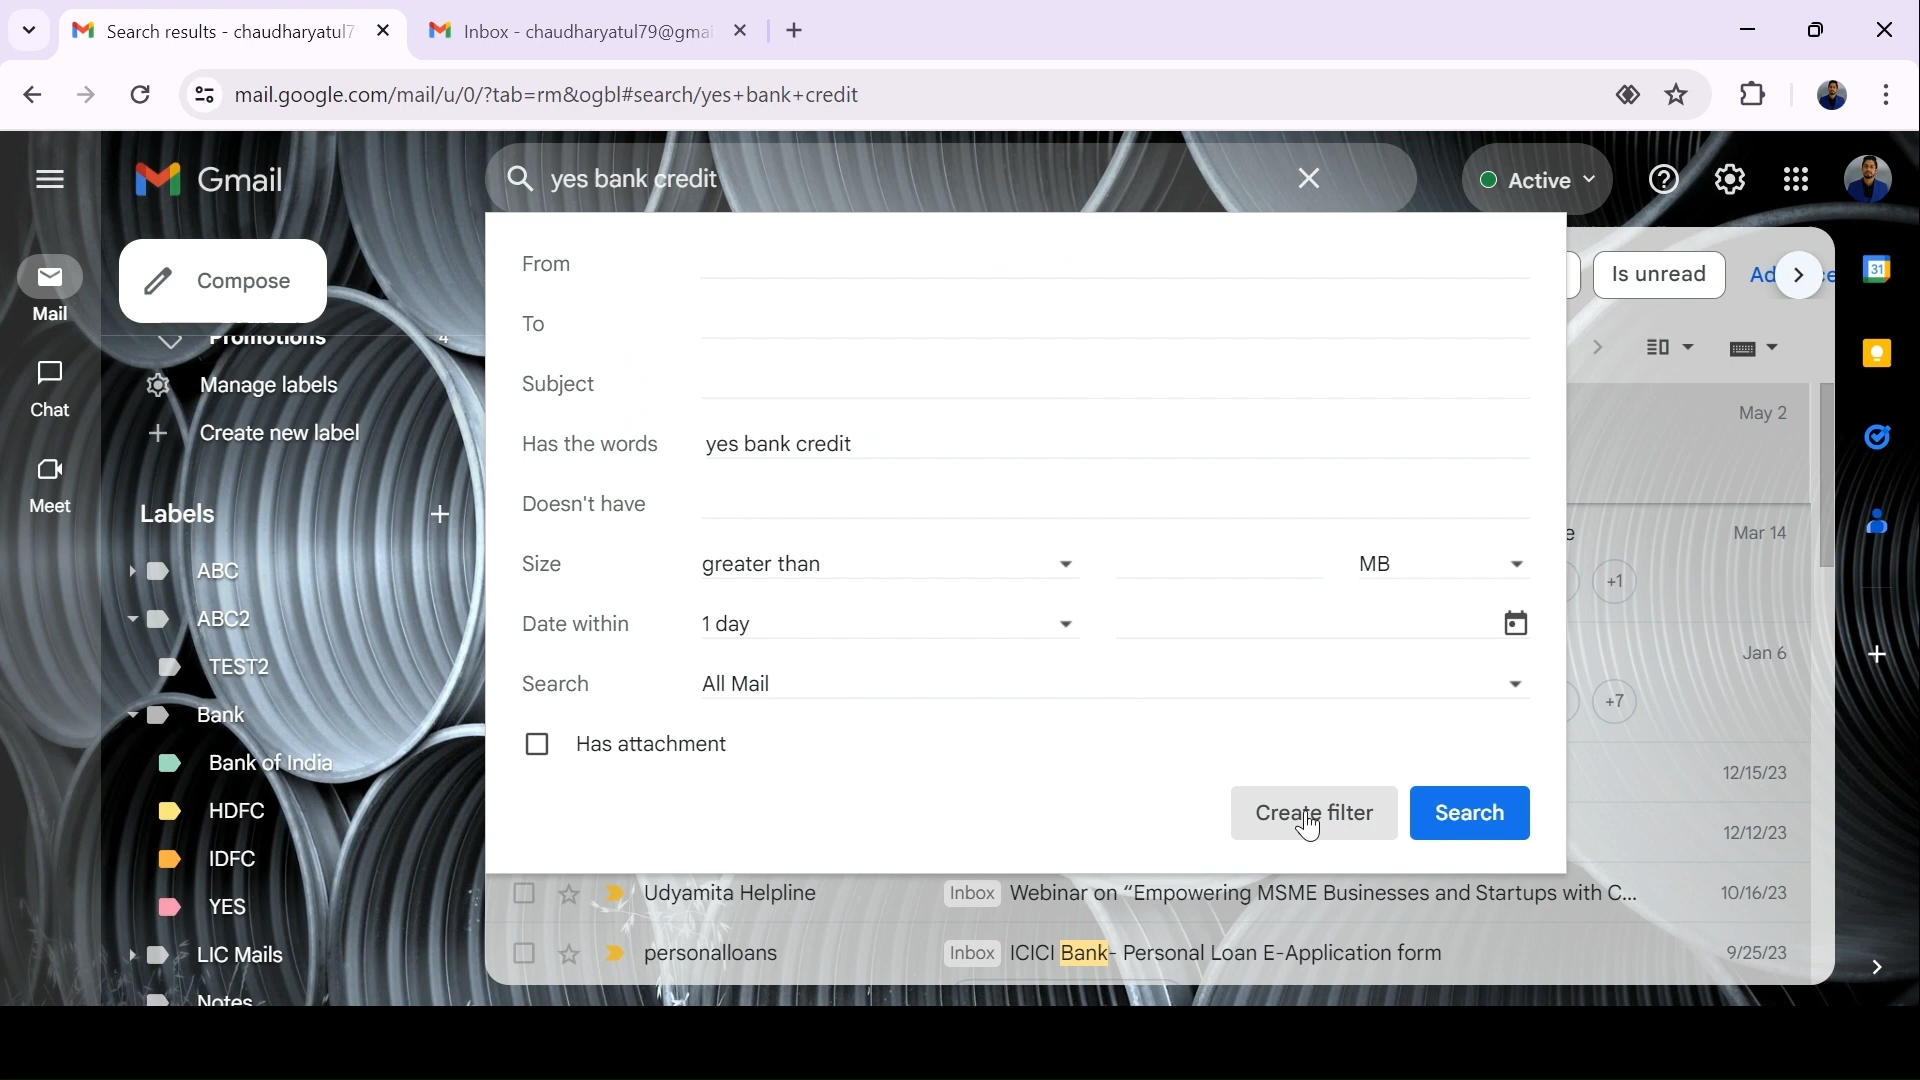 Search results - chaudharyatul7
Inbox - chaudharyatul79@gmai
mail.google.com/mail/u/0/?tab=rm&ogbl#search/yes+bank+credit
Gmail
yes bank credit
Active
Compose
Mail
Chat
Meet
Promotions 4
Manage labels
Create new label
Labels
ABC
ABC2
TEST2
Bank
Bank of India
HDFC
IDFC
YES
LIC Mails
Notes
From
To
Subject
Has the words yes bank credit
Doesn't have
Size greater than MB
Date within 1 day
Search All Mail
Has attachment
Create filter Search
Is unread
31
May 2
e Mar 14
+1
Jan 6
+7
12/15/23
12/12/23
Udyamita Helpline Inbox Webinar on “Empowering MSME Businesses and Startups with C... 10/16/23
personalloans Inbox ICICI Bank- Personal Loan E-Application form 9/25/23